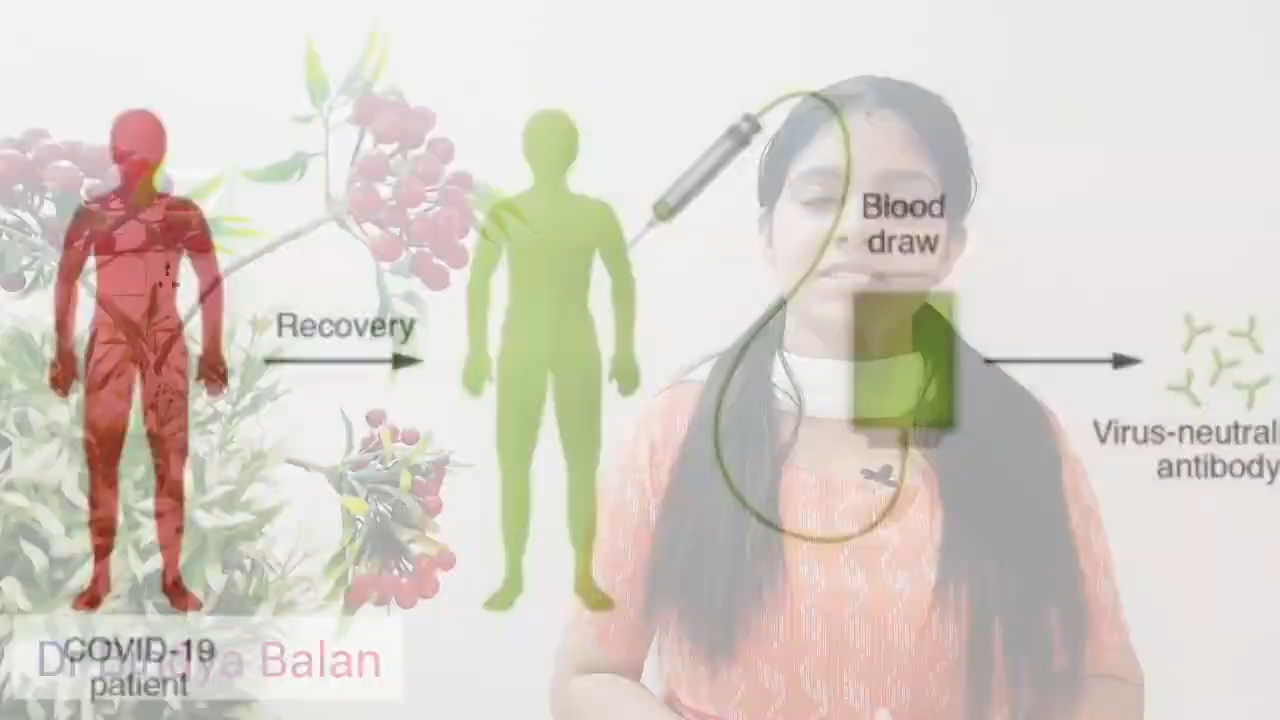 Recovery
Blood
draw
Virus-neutral
antibody
COVID-19
patient
Balan